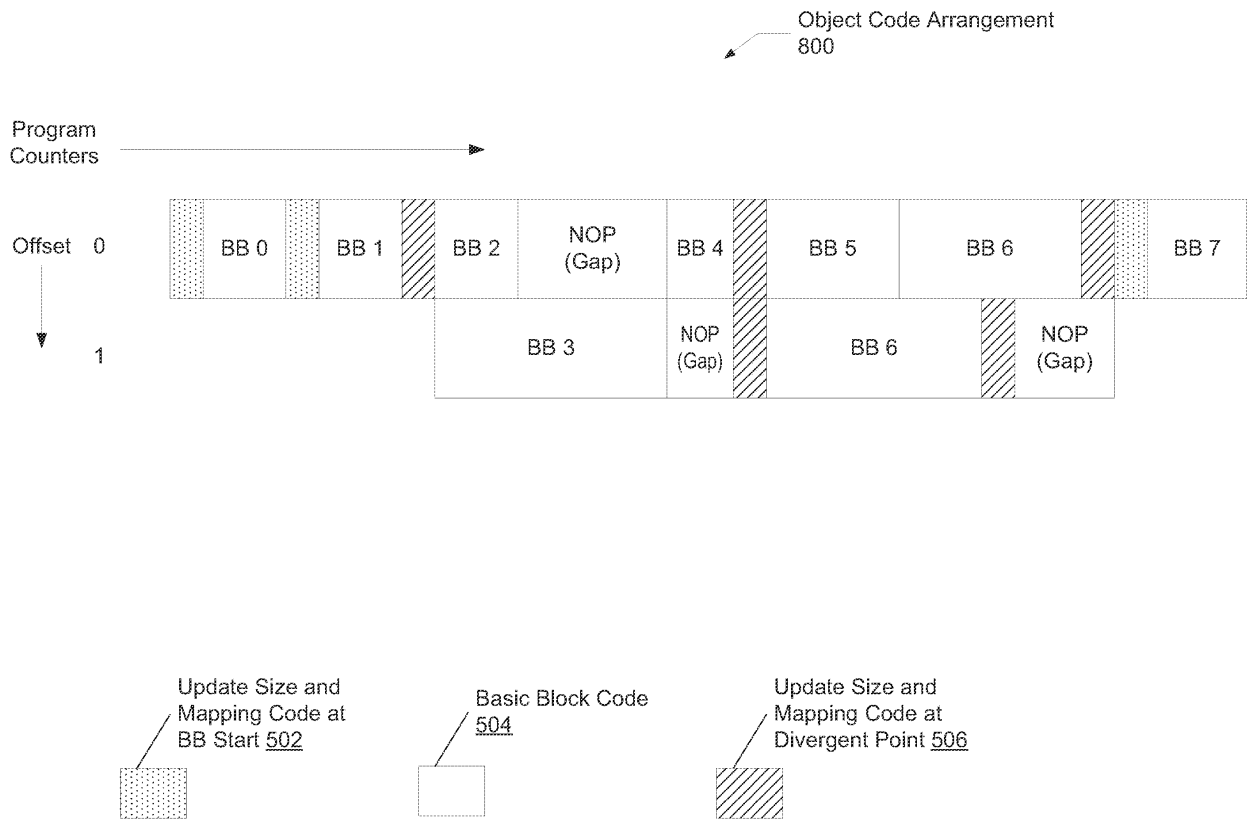 Object Code Arrangement
800
Program
Counters
Offset 0
BB 0
BB 1
BB 2
NOP
(Gap)
BB 4
BB 5
BB 6
BB 7
1
BB 3
NOP
(Gap)
BB 6
NOP
(Gap)
Update Size and
Mapping Code at
BB Start 502
Basic Block Code
504
Update Size and
Mapping Code at
Divergent Point 506